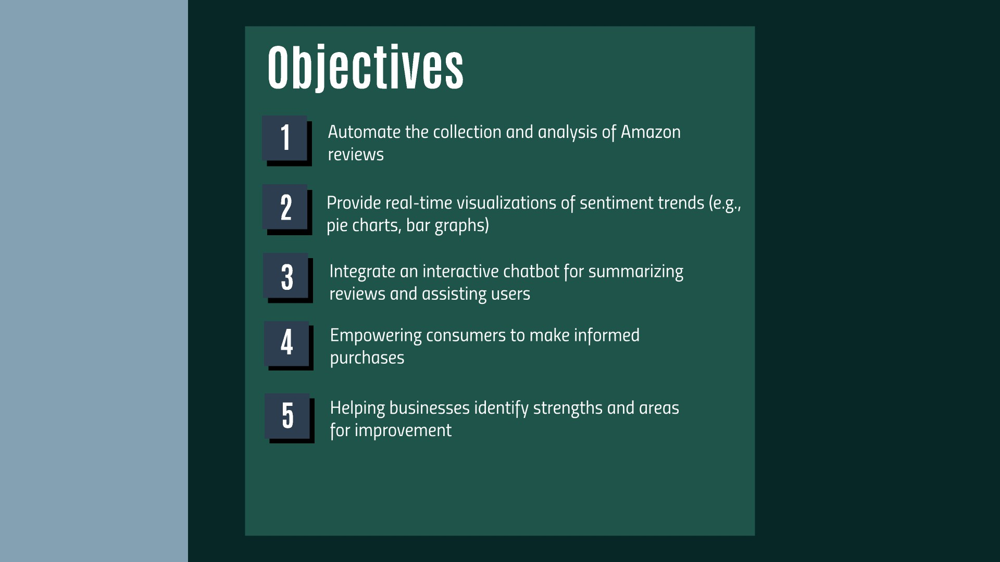 Objectives
1
Automate the collection and analysis of Amazon
reviews
2
Provide real-time visualizations of sentiment trends (e.g.,
pie charts, bar graphs)
3
Integrate an interactive chatbot for summarizing
reviews and assisting users
4
Empowering consumers to make informed
purchases
5
Helping businesses identify strengths and areas
for improvement